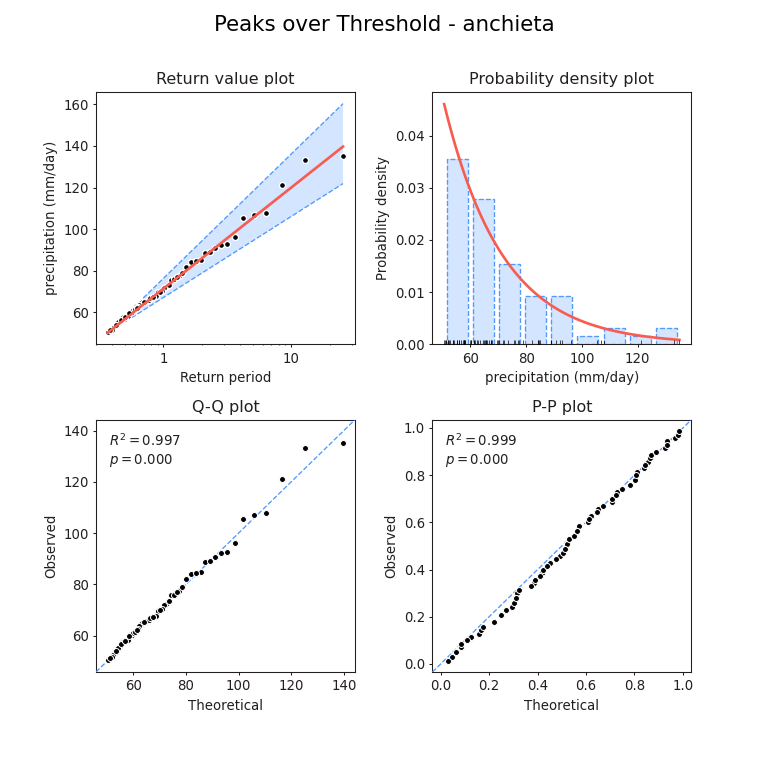 Peaks over Threshold - anchieta
Return value plot
precipitation (mm/day)
160
140
120
100
80
60
1
10
Return period
Probability density plot
Probability density
0.04
0.03
0.02
0.01
0.00
60
80
100
120
precipitation (mm/day)
Q-Q plot
R² = 0.997
p = 0.000
Observed
140
120
100
80
60
60
80
100
120
140
Theoretical
P-P plot
R² = 0.999
p = 0.000
Observed
1.0
0.8
0.6
0.4
0.2
0.0
0.0
0.2
0.4
0.6
0.8
1.0
Theoretical